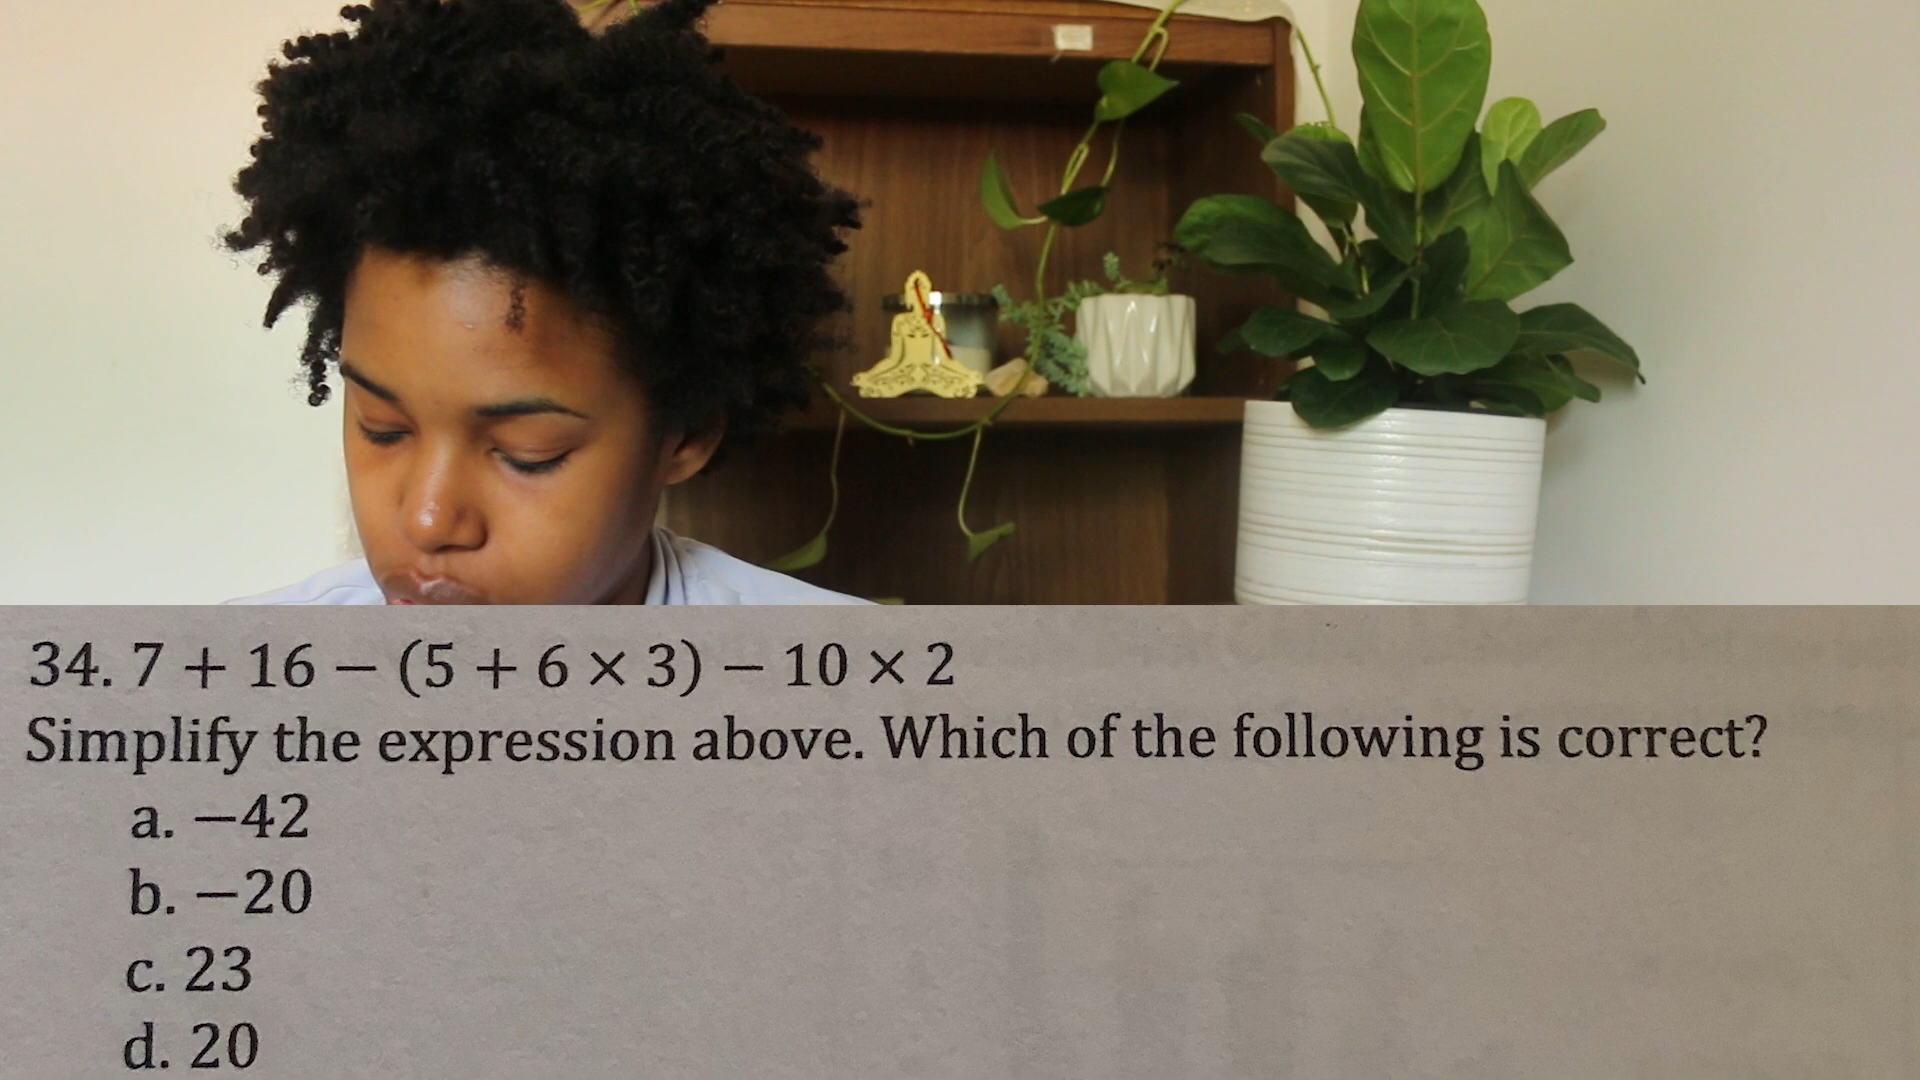 34. 7 + 16 − (5 + 6 × 3) − 10 × 2
Simplify the expression above. Which of the following is correct?
a. −42
b. −20
c. 23
d. 20